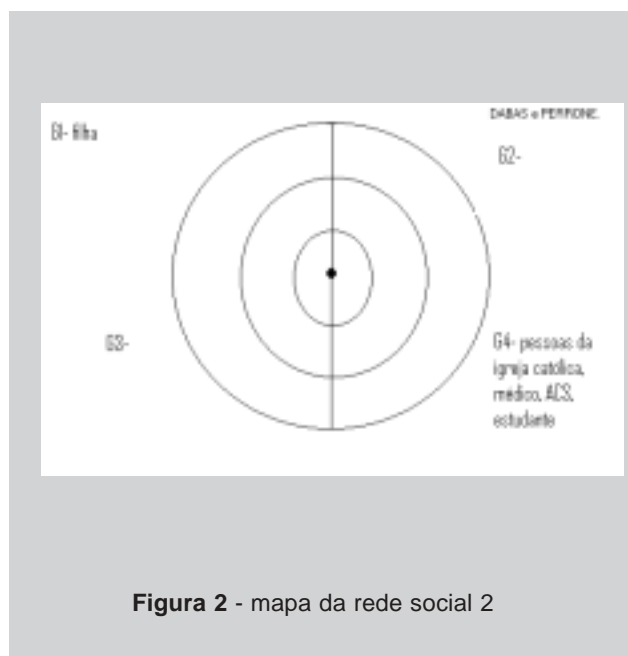 DABAS e PERRONE.
G1- filha
G2-
G3-
G4- pessoas da
igreja católica,
médico, ACS,
estudante
Figura 2 - mapa da rede social 2